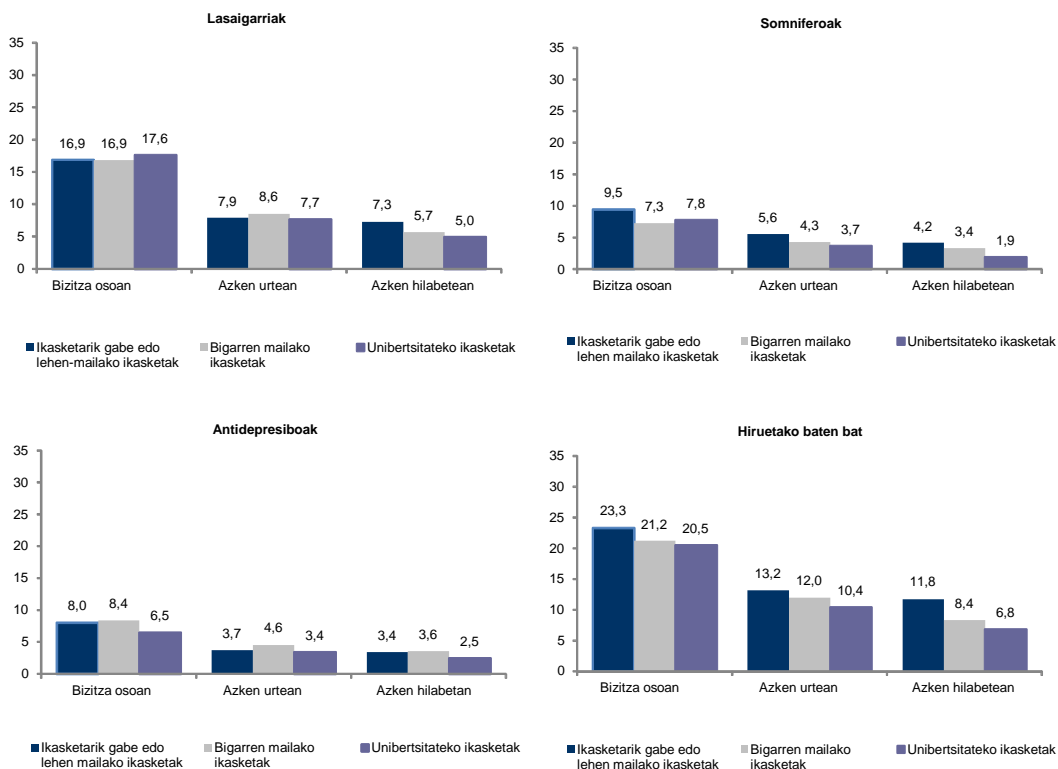 Lasaigarriak
35
30
25
20
15
10
5
0
16,9 16,9 17,6
7,9 8,6 7,7
7,3 5,7 5,0
Bizitza osoan Azken urtean Azken hilabetean
Ikasketarik gabe edo
lehen-mailako ikasketak
Bigarren mailako
ikasketak
Unibertsitateko ikasketak
Somniferoak
35
30
25
20
15
10
5
0
9,5 7,3 7,8
5,6 4,3 3,7
4,2 3,4 1,9
Bizitza osoan Azken urtean Azken hilabetean
Ikasketarik gabe edo
lehen mailako ikasketak
Bigarren mailako
ikasketak
Unibertsitateko ikasketak
Antidepresiboak
35
30
25
20
15
10
5
0
8,0 8,4 6,5
3,7 4,6 3,4
3,4 3,6 2,5
Bizitza osoan Azken urtean Azken hilabetan
Ikasketarik gabe edo
lehen mailako ikasketak
Bigarren mailako
ikasketak
Unibertsitateko ikasketak
Hiruetako baten bat
35
30
25
20
15
10
5
0
23,3 21,2 20,5
13,2 12,0 10,4
11,8 8,4 6,8
Bizitza osoan Azken urtean Azken hilabetean
Ikasketarik gabe edo
lehen mailako ikasketak
Bigarren mailako
ikasketak
Unibertsitateko ikasketak